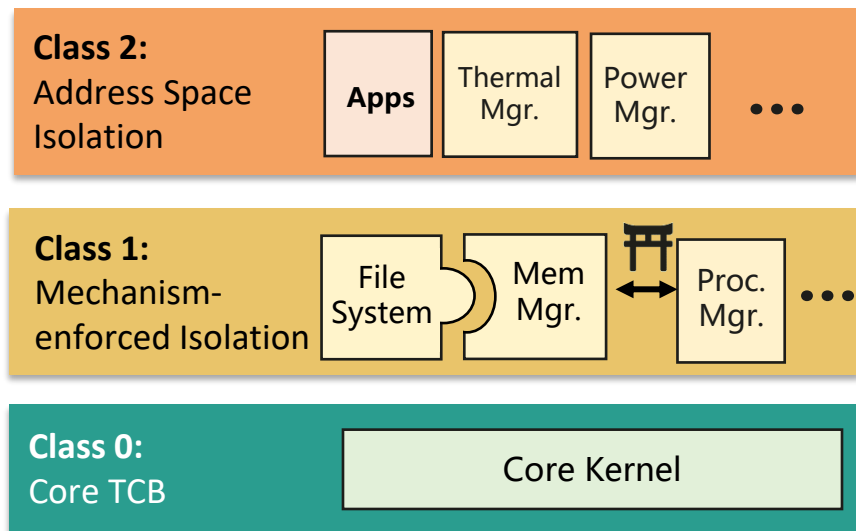 Class 2:
Address Space
Isolation
Apps
Thermal
Mgr.
Power
Mgr.
...
Class 1:
Mechanism-
enforced Isolation
File
System
Mem
Mgr.
Proc.
Mgr.
...
Class 0:
Core TCB
Core Kernel